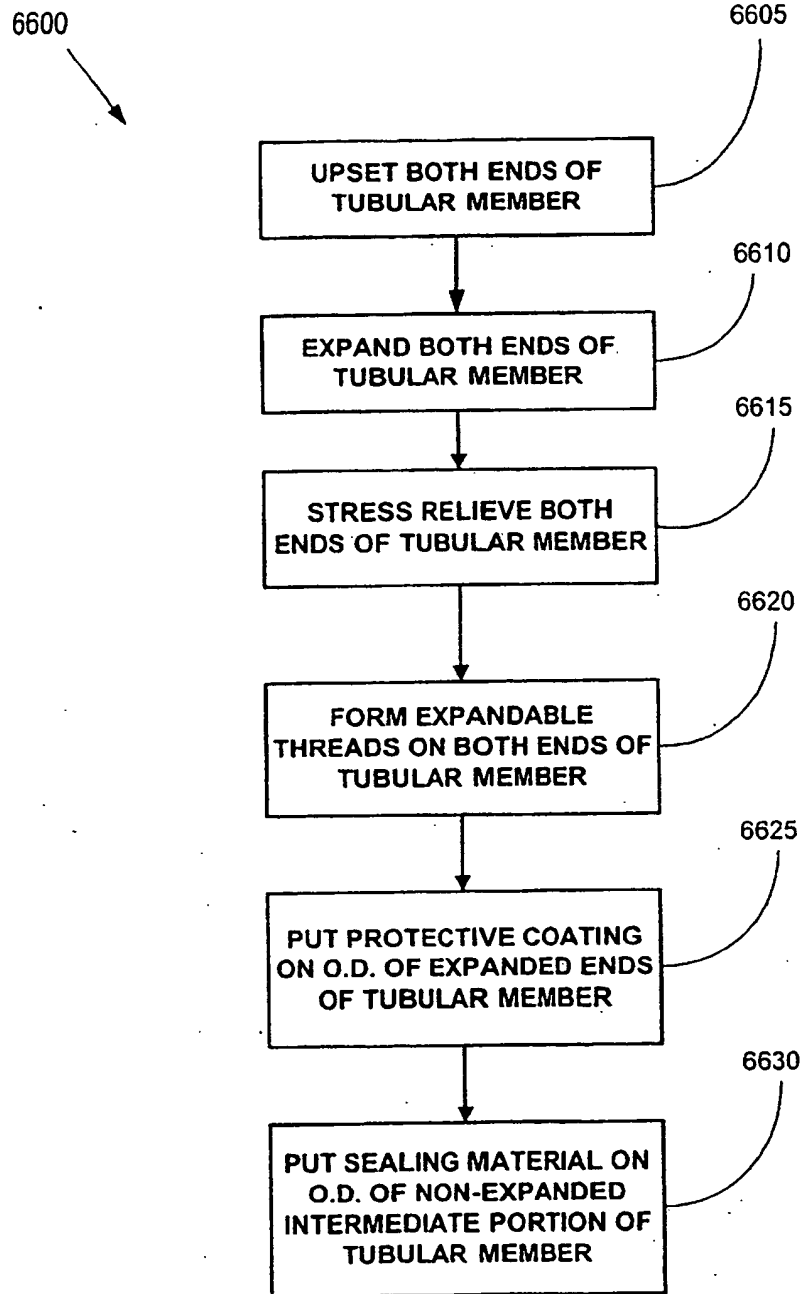 6600
6605
UPSET BOTH ENDS OF
TUBULAR MEMBER
6610
EXPAND BOTH ENDS OF
TUBULAR MEMBER
6615
STRESS RELIEVE BOTH
ENDS OF TUBULAR MEMBER
6620
FORM EXPANDABLE
THREADS ON BOTH ENDS OF
TUBULAR MEMBER
6625
PUT PROTECTIVE COATING
ON O.D. OF EXPANDED ENDS
OF TUBULAR MEMBER
6630
PUT SEALING MATERIAL ON
O.D. OF NON-EXPANDED
INTERMEDIATE PORTION OF
TUBULAR MEMBER